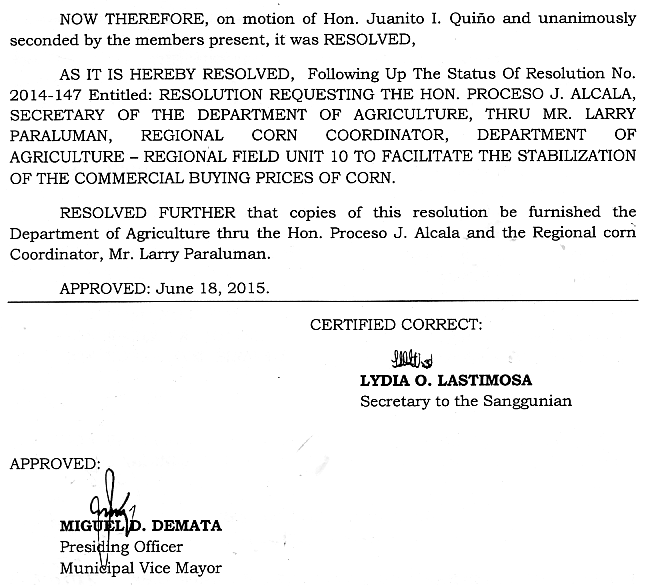 NOW THEREFORE, on motion of Hon. Juanito I. Quiño and unanimously
seconded by the members present, it was RESOLVED,
AS IT IS HEREBY RESOLVED, Following Up The Status Of Resolution No.
2014-147 Entitled: RESOLUTION REQUESTING THE HON. PROCESO J. ALCALA,
SECRETARY OF THE DEPARTMENT OF AGRICULTURE, THRU MR. LARRY
PARALUMAN, REGIONAL CORN COORDINATOR, DEPARTMENT OF
AGRICULTURE – REGIONAL FIELD UNIT 10 TO FACILITATE THE STABILIZATION
OF THE COMMERCIAL BUYING PRICES OF CORN.
RESOLVED FURTHER that copies of this resolution be furnished the
Department of Agriculture thru the Hon. Proceso J. Alcala and the Regional corn
Coordinator, Mr. Larry Paraluman.
APPROVED: June 18, 2015.
CERTIFIED CORRECT:
LYDIA O. LASTIMOSA
Secretary to the Sanggunian
APPROVED:
MIGUEL D. DEMATA
Presiding Officer
Municipal Vice Mayor